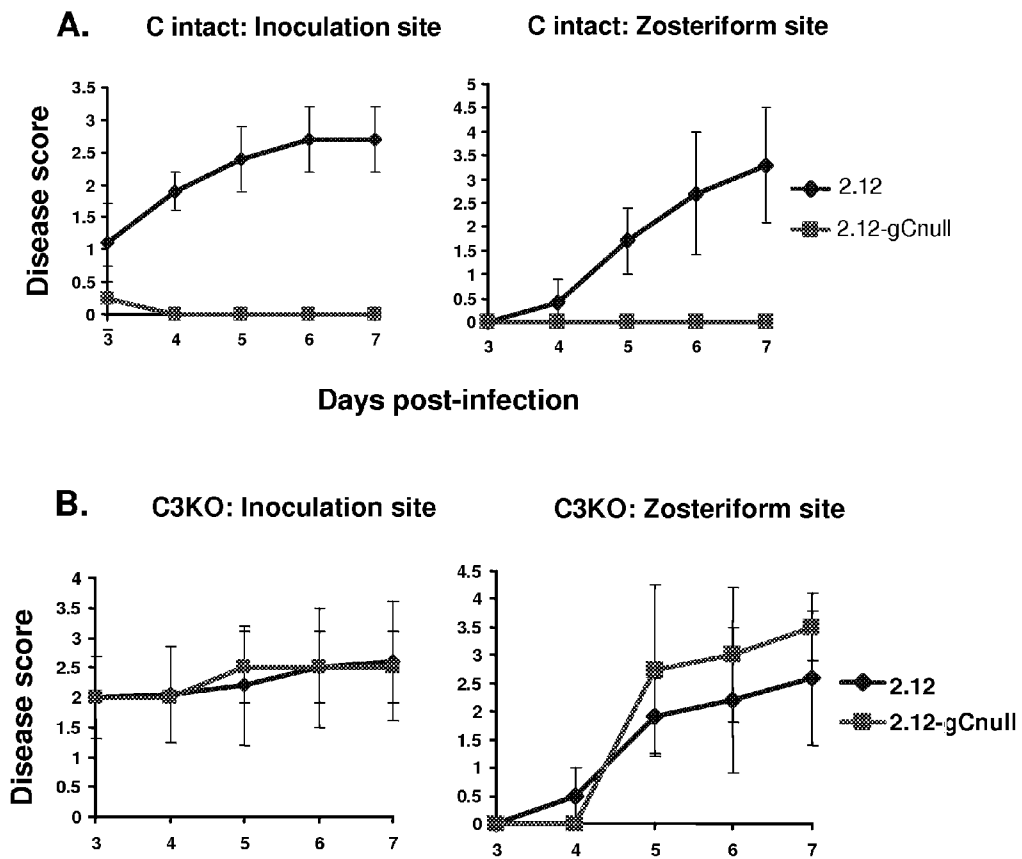 A.
C intact: Inoculation site
C intact: Zosteriform site
Disease score
3.5
3
2.5
2
1.5
1
0.5
0
3 4 5 6 7
5
4.5
4
3.5
3
2.5
2
1.5
1
0.5
0
3 4 5 6 7
2.12
2.12-gCnull
Days post-infection
B.
C3KO: Inoculation site
C3KO: Zosteriform site
Disease score
4
3.5
3
2.5
2
1.5
1
0.5
0
3 4 5 6 7
4.5
4
3.5
3
2.5
2
1.5
1
0.5
0
3 4 5 6 7
2.12
2.12-gCnull